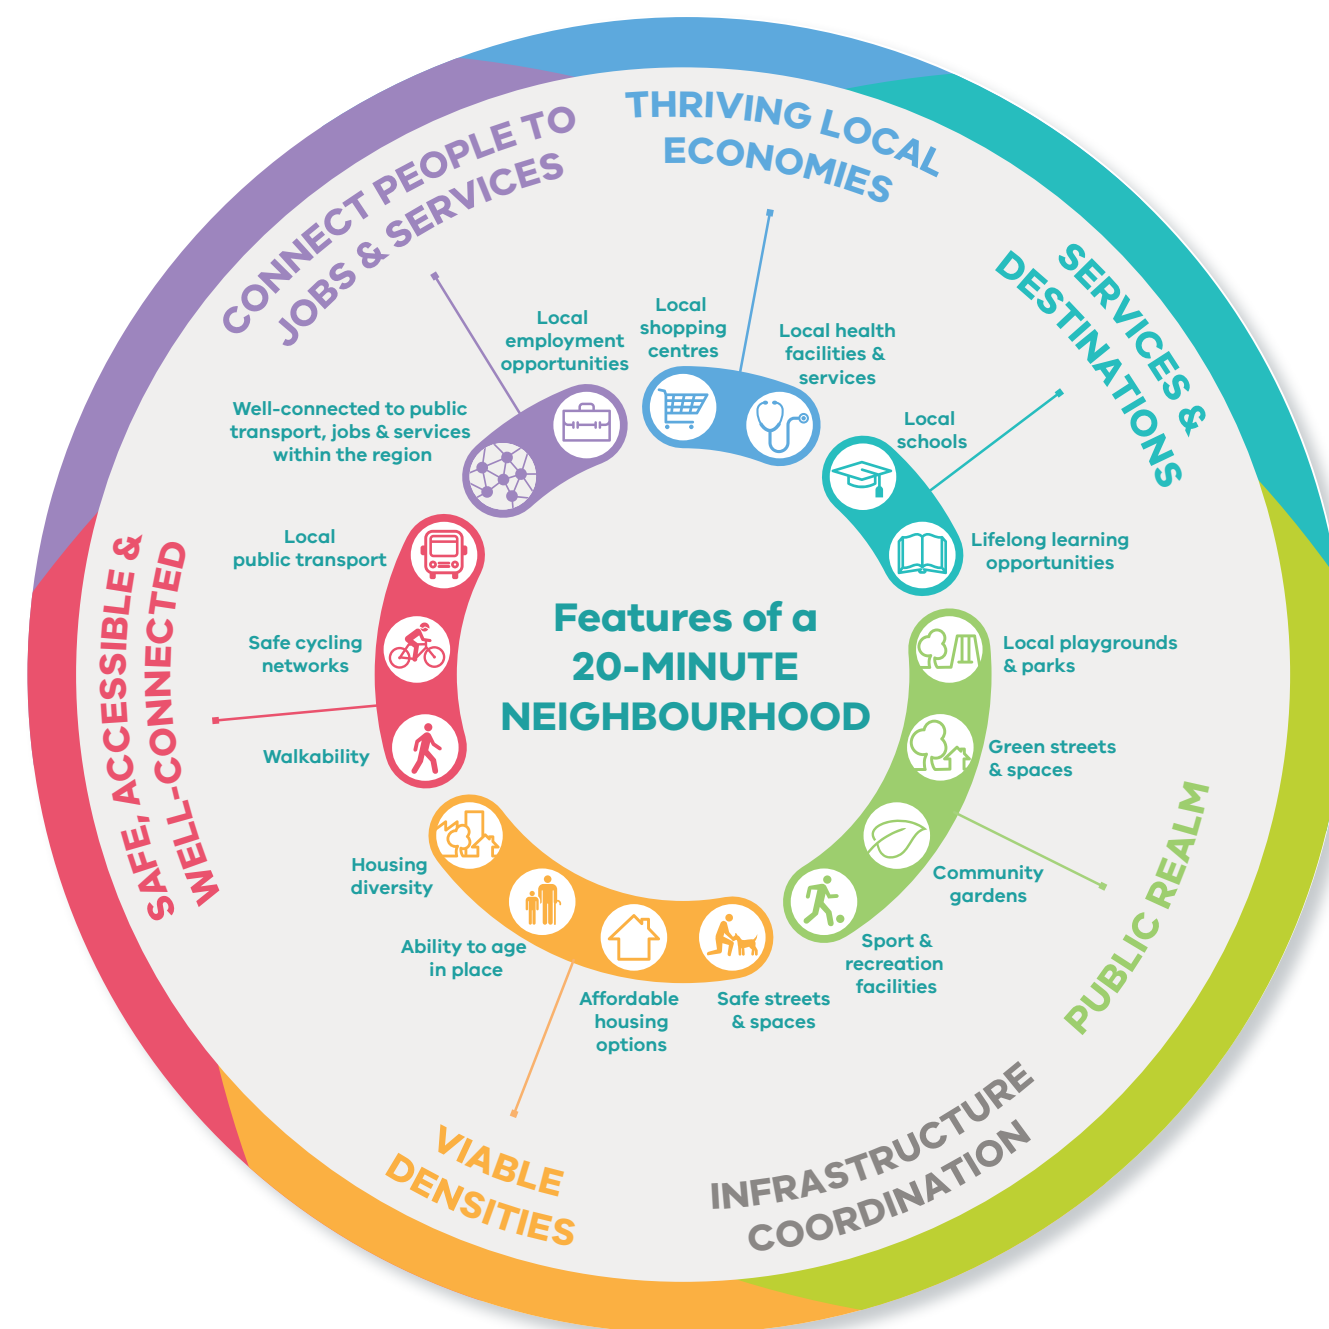 THRIVING LOCAL
ECONOMIES
SERVICES &
DESTINATIONS
PUBLIC REALM
INFRASTRUCTURE
COORDINATION
VIABLE
DENSITIES
SAFE, ACCESSIBLE &
WELL-CONNECTED
CONNECT PEOPLE TO
JOBS & SERVICES
Local
shopping
centres
Local health
facilities &
services
Local
schools
Lifelong learning
opportunities
Local playgrounds
& parks
Green streets
& spaces
Community
gardens
Sport &
recreation
facilities
Safe streets
& spaces
Affordable
housing
options
Ability to age
in place
Housing
diversity
Walkability
Safe cycling
networks
Local
public transport
Well-connected to public
transport, jobs & services
within the region
Local
employment
opportunities
Features of a
20-MINUTE
NEIGHBOURHOOD